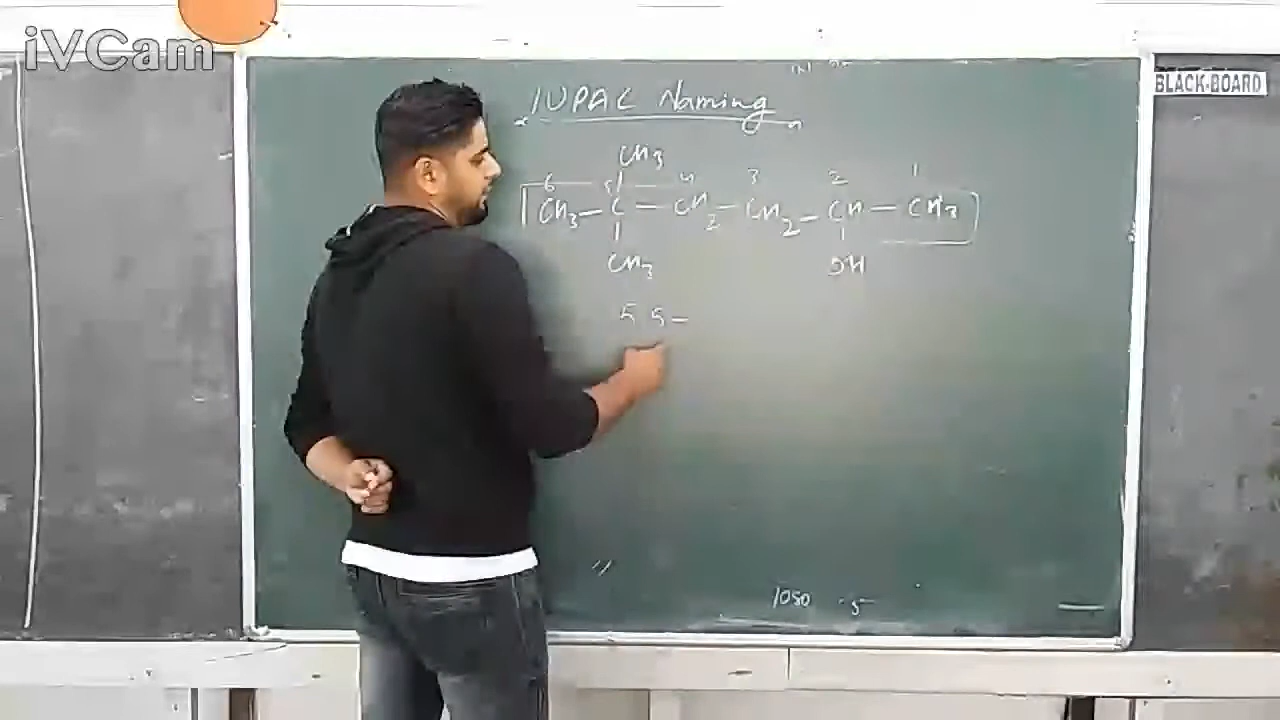 iVCam
BLACK-BOARD
IUPAC Naming
CH3
6 5 4 3 2 1
CH3 — C — CH2 — CH2 — CH — CH3
CH3 OH
5 5 —
1050